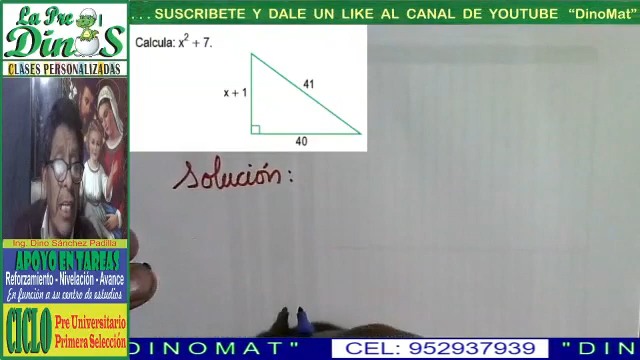 La Pre
DinoS
CLASES PERSONALIZADAS
. . . SUSCRIBETE Y DALE UN LIKE AL CANAL DE YOUTUBE "DinoMat"
Calcula: x² + 7.
x + 1
41
40
Solución:
Ing. Dino Sánchez Padilla
APOYO EN TAREAS
Reforzamiento - Nivelación - Avance
En función a su centro de estudios
CICLO
Pre Universitario
Primera Selección
DINOMAT" CEL: 952937939 "DIN